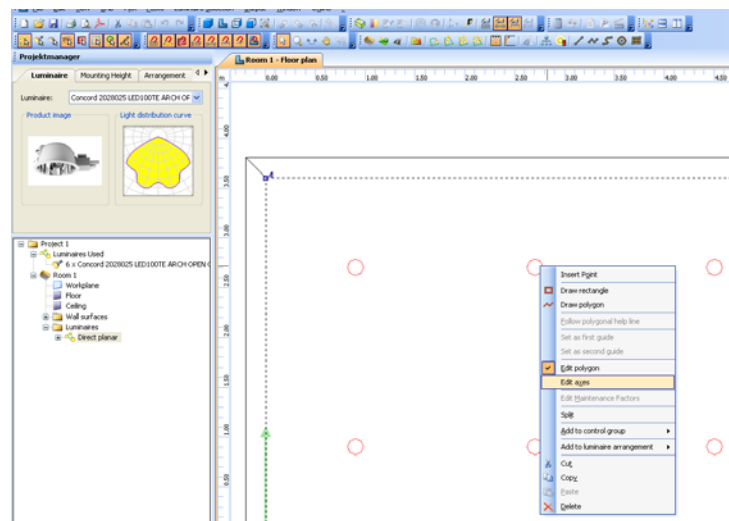 Projektmanager
Room 1 - Floor plan
Luminaire Mounting Height Arrangement
m 0.00 0.50 1.00 1.50 2.00 2.50 3.00 3.50 4.00 4.50
Luminaire: Concord 2028025 LED100TE ARCH OF
Product image Light distribution curve
4.00
3.50
3.00
2.50
2.00
1.50
1.00
0.50
Project 1
Luminaires Used
6 x Concord 2028025 LED100TE ARCH OPEN
Room 1
Workplane
Floor
Ceiling
Wall surfaces
Luminaires
Direct planar
Insert Point
Draw rectangle
Draw polygon
Follow polygonal help line
Set as first guide
Set as second guide
Edit polygon
Edit axes
Edit Maintenance Factors
Split
Add to control group
Add to luminaire arrangement
Cut
Copy
Paste
Delete